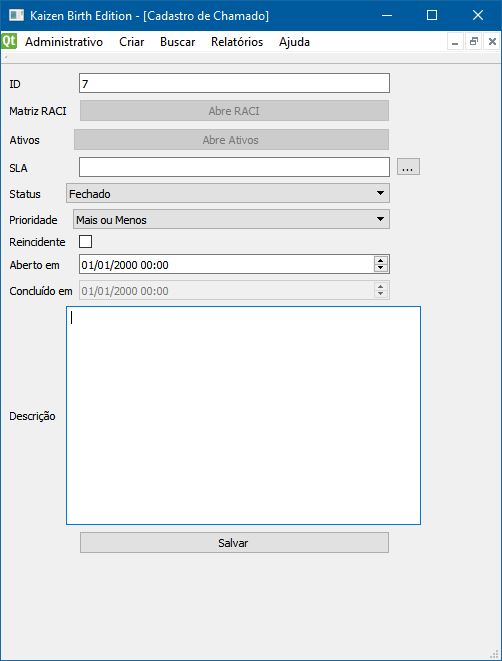 Kaizen Birth Edition - [Cadastro de Chamado]
Qt Administrativo Criar Buscar Relatórios Ajuda
ID 7
Matriz RACI Abre RACI
Ativos Abre Ativos
SLA ...
Status Fechado
Prioridade Mais ou Menos
Reincidente
Aberto em 01/01/2000 00:00
Concluído em 01/01/2000 00:00
Descrição
Salvar